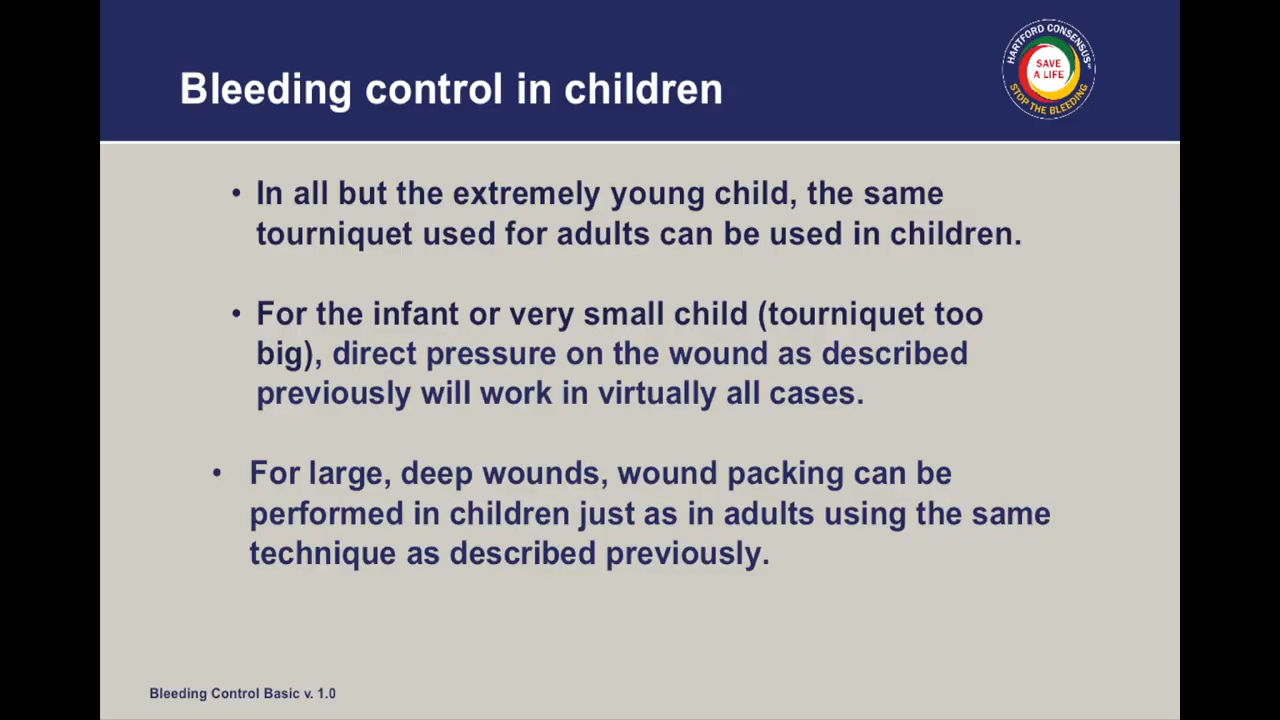 Bleeding control in children
HARTFORD CONSENSUS
SAVE
A LIFE
STOP THE BLEEDING
• In all but the extremely young child, the same
tourniquet used for adults can be used in children.
• For the infant or very small child (tourniquet too
big), direct pressure on the wound as described
previously will work in virtually all cases.
• For large, deep wounds, wound packing can be
performed in children just as in adults using the same
technique as described previously.
Bleeding Control Basic v. 1.0